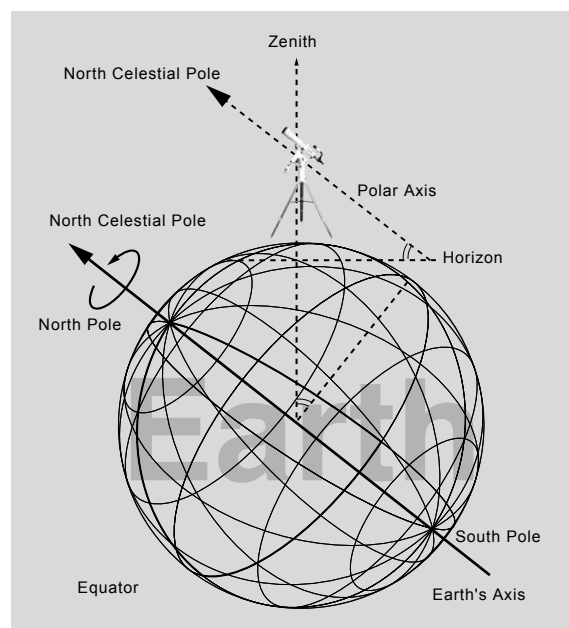 Zenith
North Celestial Pole
Polar Axis
North Celestial Pole
Horizon
North Pole
Earth
South Pole
Equator
Earth's Axis